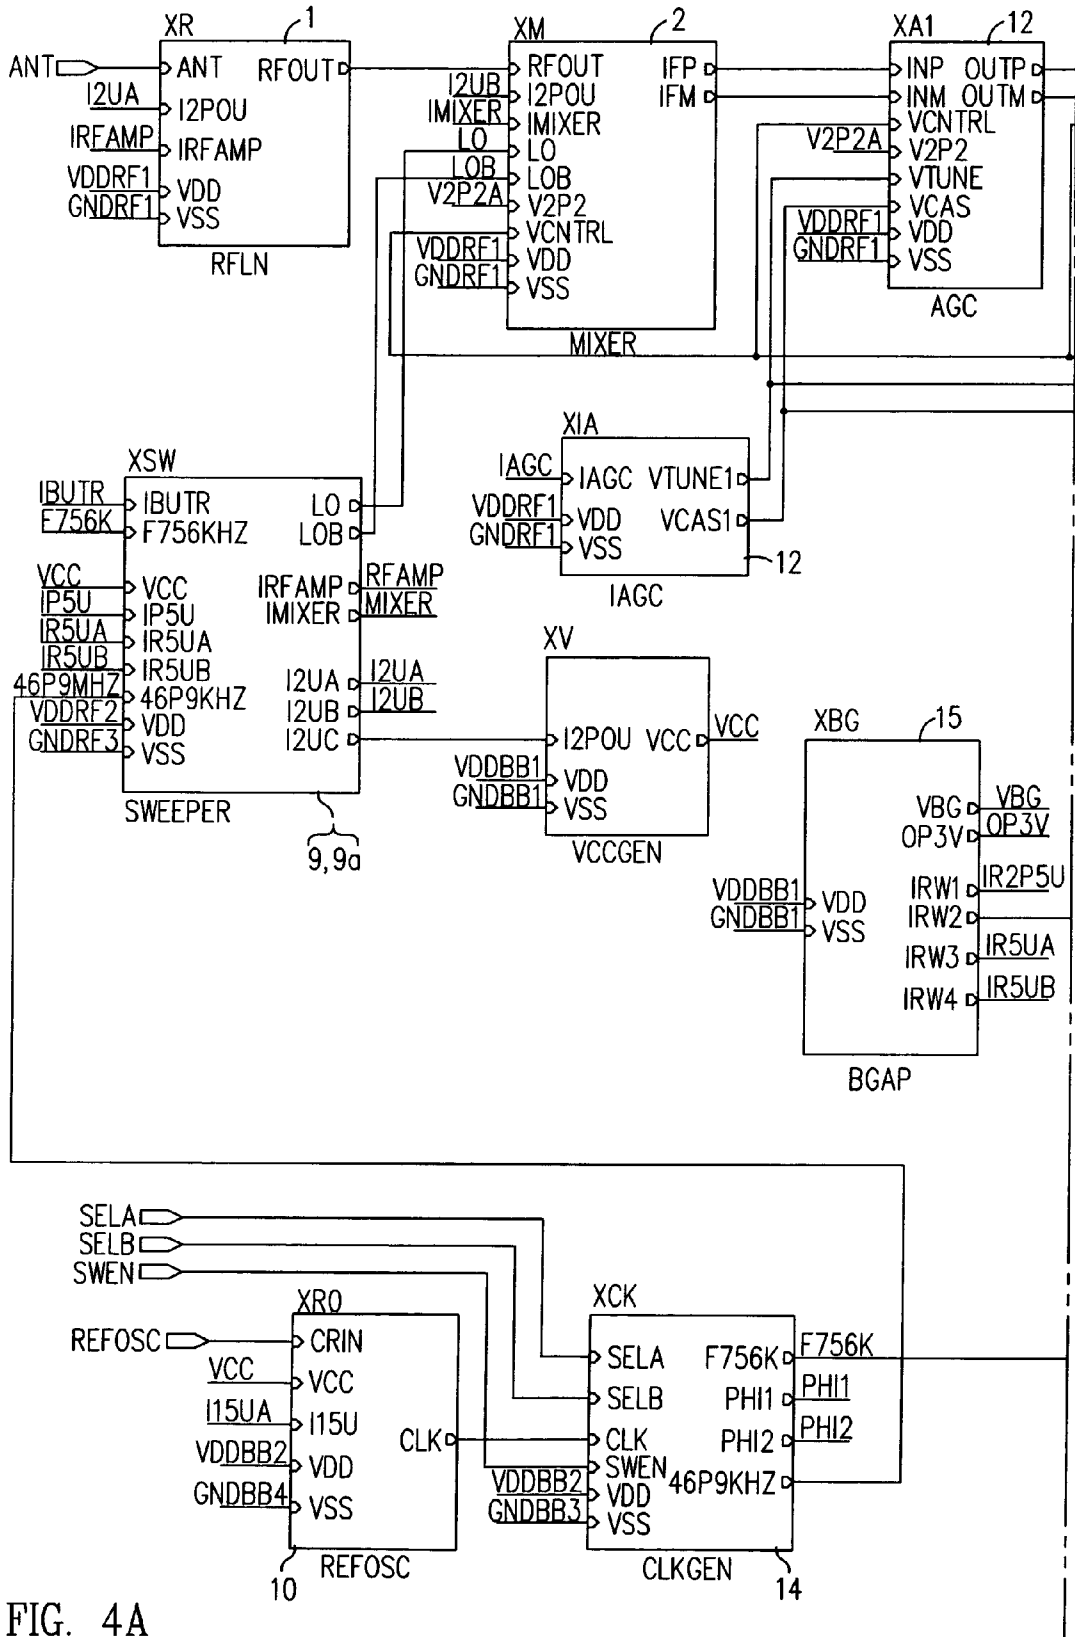 XR
1
ANT
ANT
RFOUT
I2UA
I2POU
IRFAMP
IRFAMP
VDDRF1
VDD
GNDRF1
VSS
RFLN
XM
2
RFOUT
IFP
I2UB
I2POU
IFM
IMIXER
IMIXER
LO
LO
LOB
LOB
V2P2A
V2P2
VCNTRL
VDDRF1
VDD
GNDRF1
VSS
MIXER
XA1
12
INP
OUTP
INM
OUTM
VCNTRL
V2P2A
V2P2
VTUNE
VCAS
VDDRF1
VDD
GNDRF1
VSS
AGC
XIA
IAGC
IAGC
VTUNE1
VDDRF1
VDD
VCAS1
GNDRF1
VSS
12
IAGC
XSW
IBUTR
IBUTR
LO
F756K
F756KHZ
LOB
VCC
VCC
IRFAMP
RFAMP
IP5U
IP5U
IMIXER
MIXER
IR5UA
IR5UA
IR5UB
IR5UB
I2UA
I2UA
46P9MHZ
46P9KHZ
I2UB
I2UB
VDDRF2
VDD
I2UC
GNDRF3
VSS
SWEEPER
9,9a
XV
I2POU
VCC
VCC
VDDBB1
VDD
GNDBB1
VSS
VCCGEN
XBG
15
VBG
VBG
OP3V
OP3V
IRW1
IR2P5U
VDDBB1
VDD
IRW2
GNDBB1
VSS
IRW3
IR5UA
IRW4
IR5UB
BGAP
SELA
SELB
SWEN
XRO
REFOSC
CRIN
VCC
VCC
I15UA
I15U
CLK
VDDBB2
VDD
GNDBB4
VSS
10
REFOSC
XCK
SELA
F756K
F756K
SELB
PHI1
PHI1
CLK
PHI2
PHI2
SWEN
46P9KHZ
VDDBB2
VDD
GNDBB3
VSS
CLKGEN
14
FIG. 4A